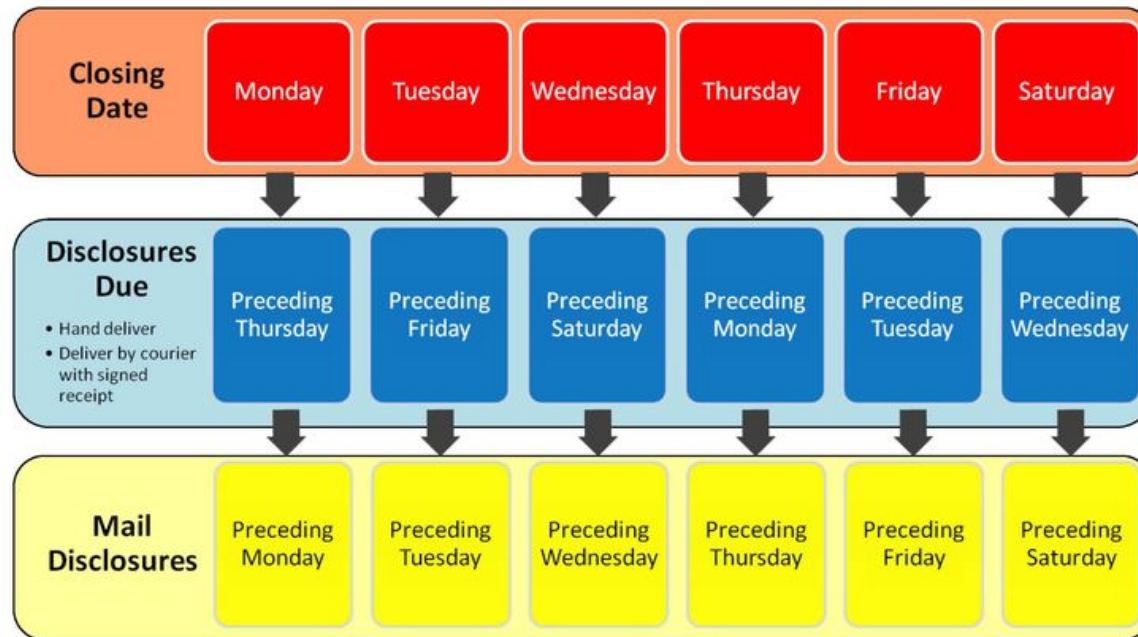 Closing
Date
Monday
Tuesday
Wednesday
Thursday
Friday
Saturday
Disclosures
Due
• Hand deliver
• Deliver by courier
with signed
receipt
Preceding
Thursday
Preceding
Friday
Preceding
Saturday
Preceding
Monday
Preceding
Tuesday
Preceding
Wednesday
Mail
Disclosures
Preceding
Monday
Preceding
Tuesday
Preceding
Wednesday
Preceding
Thursday
Preceding
Friday
Preceding
Saturday